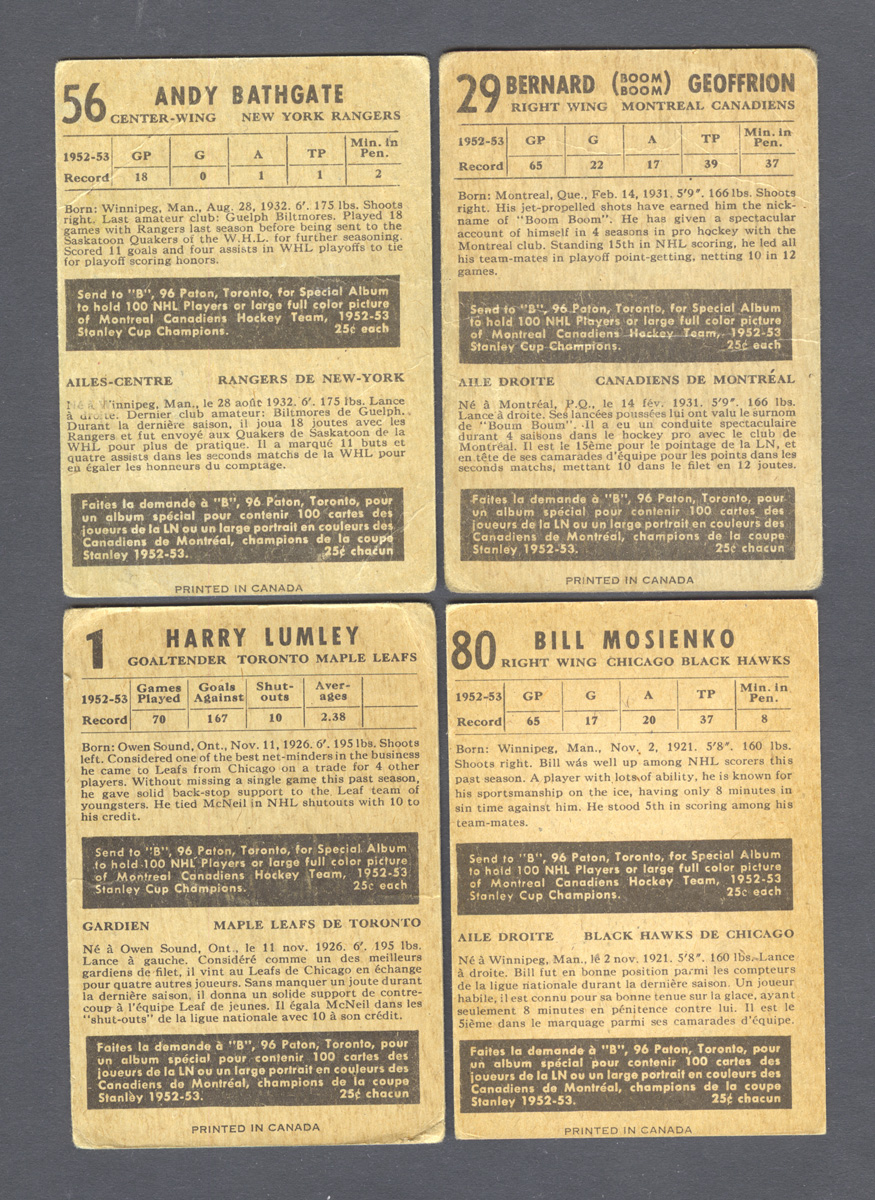 56 ANDY BATHGATE
CENTER-WING NEW YORK RANGERS
1952-53 GP G A TP Min. in Pen.
Record 18 0 1 1 2
Born: Winnipeg, Man., Aug. 28, 1932. 6'. 175 lbs. Shoots
right. Last amateur club: Guelph Biltmores. Played 18
games with Rangers last season before being sent to the
Saskatoon Quakers of the W.H.L. for further seasoning.
Scored 11 goals and four assists in WHL playoffs to tie
for playoff scoring honors.
Send to "B", 96 Paton, Toronto, for Special Album
to hold 100 NHL Players or large full color picture
of Montreal Canadiens Hockey Team, 1952-53
Stanley Cup Champions. 25¢ each
AILES-CENTRE RANGERS DE NEW-YORK
Né à Winnipeg, Man., le 28 août 1932. 6'. 175 lbs. Lance
à droite. Dernier club amateur: Biltmores de Guelph.
Durant la dernière saison, il joua 18 joutes avec les
Rangers et fut envoyé aux Quakers de Saskatoon de la
WHL pour plus de pratique. Il a marqué 11 buts et
quatre assists dans les seconds matchs de la WHL pour
en égaler les honneurs du comptage.
Faites la demande à "B", 96 Paton, Toronto, pour
un album spécial pour contenir 100 cartes des
joueurs de la LN ou un large portrait en couleurs des
Canadiens de Montréal, champions de la coupe
Stanley 1952-53. 25¢ chacun
PRINTED IN CANADA
29 BERNARD (BOOM BOOM) GEOFFRION
RIGHT WING MONTREAL CANADIENS
1952-53 GP G A TP Min. in Pen.
Record 65 22 17 39 37
Born: Montreal, Que., Feb. 14, 1931. 5'9". 166 lbs. Shoots
right. His jet-propelled shots have earned him the nick-
name of "Boom Boom". He has given a spectacular
account of himself in 4 seasons in pro hockey with the
Montreal club. Standing 15th in NHL scoring, he led all
his team-mates in playoff point-getting, netting 10 in 12
games.
Send to "B", 96 Paton, Toronto, for Special Album
to hold 100 NHL Players or large full color picture
of Montreal Canadiens Hockey Team, 1952-53
Stanley Cup Champions. 25¢ each
AILE DROITE CANADIENS DE MONTRÉAL
Né à Montréal, P.Q., le 14 fév. 1931. 5'9". 166 lbs.
Lance à droite. Ses lancées poussées lui ont valu le surnom
de "Boum Boum". Il a eu un conduite spectaculaire
durant 4 saisons dans le hockey pro avec le club de
Montréal. Il est le 15ème pour le pointage de la LN, et
en tête de ses camarades d'équipe pour les points dans les
seconds matchs, mettant 10 dans le filet en 12 joutes.
Faites la demande à "B", 96 Paton, Toronto, pour
un album spécial pour contenir 100 cartes des
joueurs de la LN ou un large portrait en couleurs des
Canadiens de Montréal, champions de la coupe
Stanley 1952-53. 25¢ chacun
PRINTED IN CANADA
1 HARRY LUMLEY
GOALTENDER TORONTO MAPLE LEAFS
1952-53 Games Played Goals Against Shut-outs Aver-ages
Record 70 167 10 2.38
Born: Owen Sound, Ont., Nov. 11, 1926. 6'. 195 lbs. Shoots
left. Considered one of the best net-minders in the business
he came to Leafs from Chicago on a trade for 4 other
players. Without missing a single game this past season,
he gave solid back-stop support to the Leaf team of
youngsters. He tied McNeil in NHL shutouts with 10 to
his credit.
Send to "B", 96 Paton, Toronto, for Special Album
to hold 100 NHL Players or large full color picture
of Montreal Canadiens Hockey Team, 1952-53
Stanley Cup Champions. 25¢ each
GARDIEN MAPLE LEAFS DE TORONTO
Né à Owen Sound, Ont., le 11 nov. 1926. 6'. 195 lbs.
Lance à gauche. Considéré comme un des meilleurs
gardiens de filet, il vint au Leafs de Chicago en échange
pour quatre autres joueurs. Sans manquer un joute durant
la dernière saison, il donna un solide support de contre-
coup à l'équipe Leaf de jeunes. Il égala McNeil dans les
"shut-outs" de la ligue nationale avec 10 à son crédit.
Faites la demande à "B", 96 Paton, Toronto, pour
un album spécial pour contenir 100 cartes des
joueurs de la LN ou un large portrait en couleurs des
Canadiens de Montréal, champions de la coupe
Stanley 1952-53. 25¢ chacun
PRINTED IN CANADA
80 BILL MOSIENKO
RIGHT WING CHICAGO BLACK HAWKS
1952-53 GP G A TP Min. in Pen.
Record 65 17 20 37 8
Born: Winnipeg, Man., Nov. 2, 1921. 5'8". 160 lbs.
Shoots right. Bill was well up among NHL scorers this
past season. A player with lots of ability, he is known for
his sportsmanship on the ice, having only 8 minutes in
sin time against him. He stood 5th in scoring among his
team-mates.
Send to "B", 96 Paton, Toronto, for Special Album
to hold 100 NHL Players or large full color picture
of Montreal Canadiens Hockey Team, 1952-53
Stanley Cup Champions. 25¢ each
AILE DROITE BLACK HAWKS DE CHICAGO
Né à Winnipeg, Man., lé 2 nov. 1921. 5'8". 160 lbs. Lance
à droite. Bill fut en bonne position parmi les compteurs
de la ligue nationale durant la dernière saison. Un joueur
habile, il est connu pour sa bonne tenue sur la glace, ayant
seulement 8 minutes en pénitence contre lui. Il est le
5ième dans le marquage parmi ses camarades d'équipe.
Faites la demande à "B", 96 Paton, Toronto, pour
un album spécial pour contenir 100 cartes des
joueurs de la LN ou un large portrait en couleurs des
Canadiens de Montréal, champions de la coupe
Stanley 1952-53. 25¢ chacun
PRINTED IN CANADA